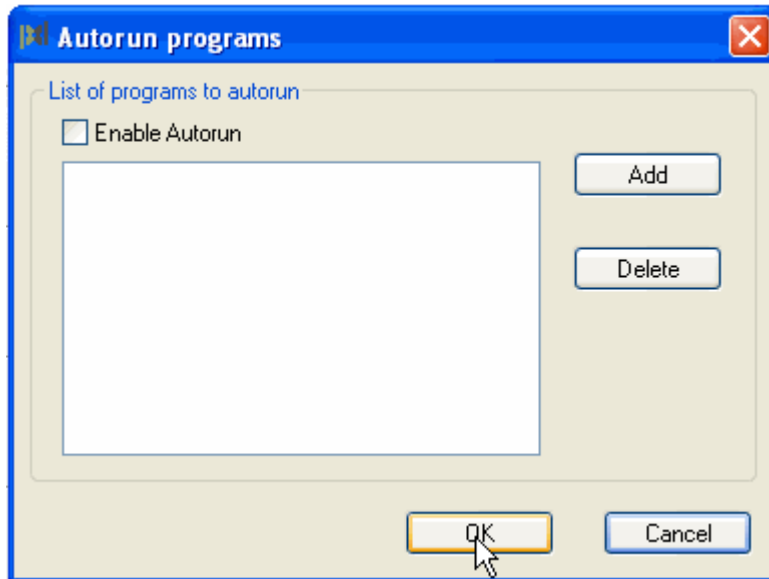 Autorun programs
List of programs to autorun
Enable Autorun
Add
Delete
OK
Cancel